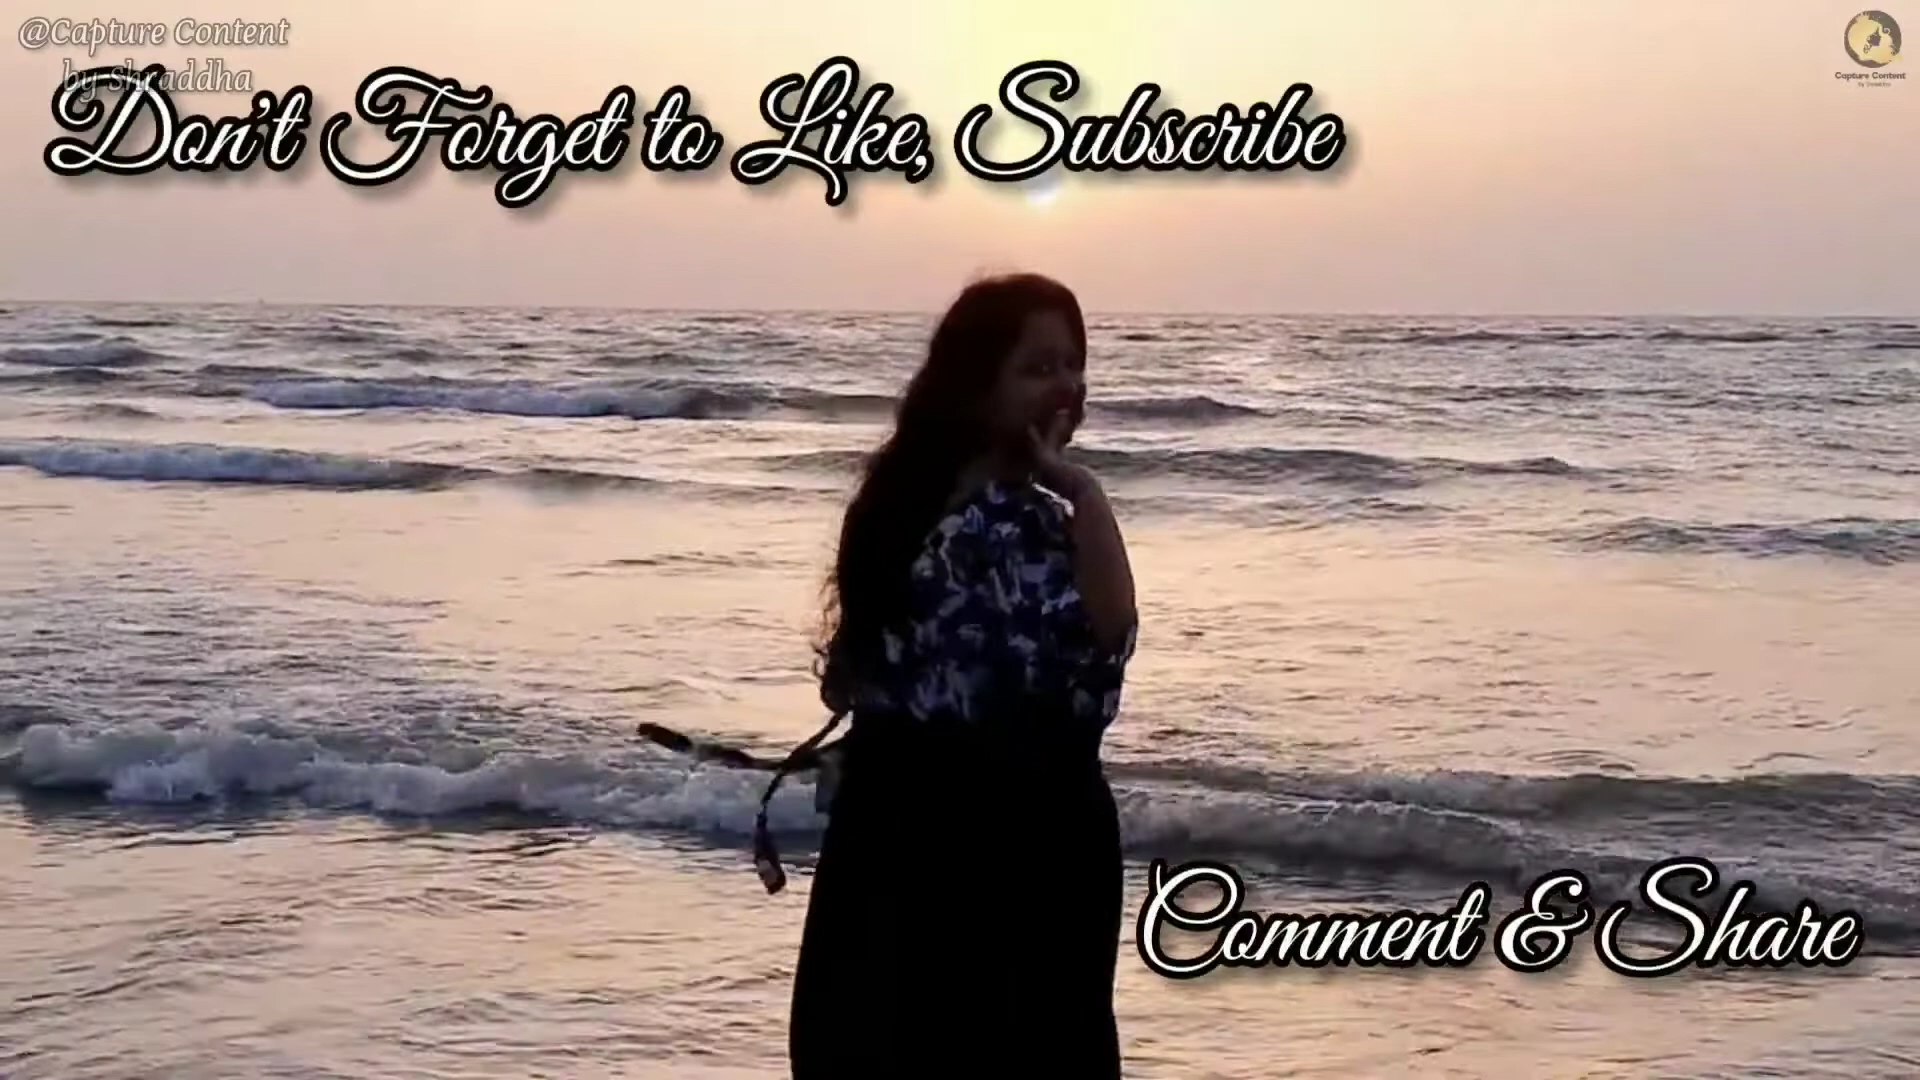 @Capture Content
by shraddha
Don't Forget to Like, Subscribe
Capture Content
Comment & Share